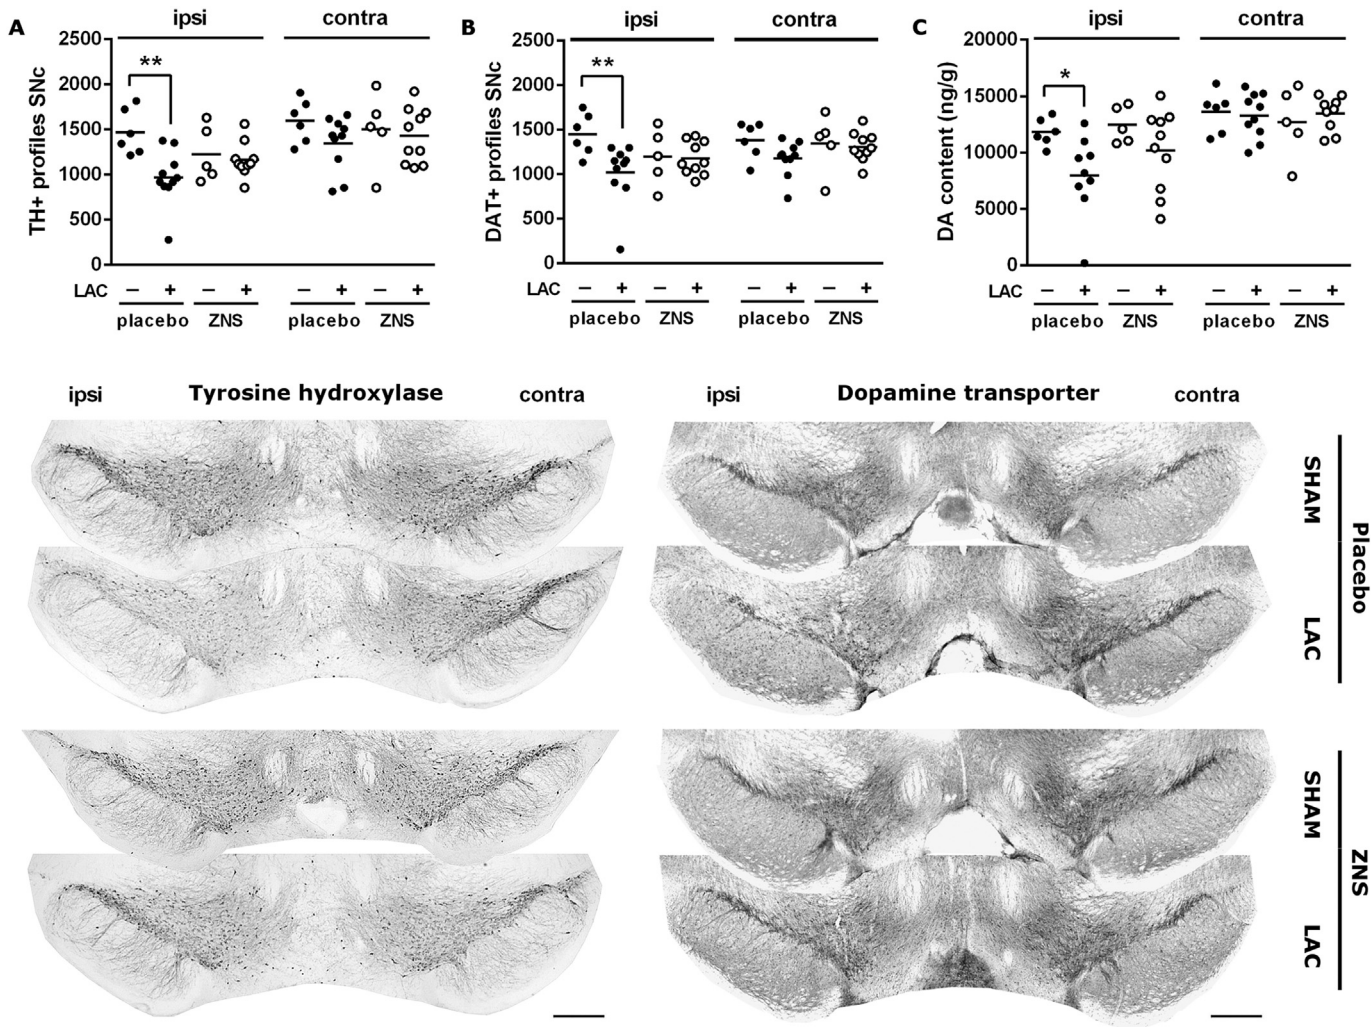 A
ipsi
contra
TH+ profiles SNc
2500
2000
1500
1000
500
0
**
LAC
– + – + – + – +
placebo ZNS placebo ZNS
B
ipsi
contra
DAT+ profiles SNc
2500
2000
1500
1000
500
0
**
LAC
– + – + – + – +
placebo ZNS placebo ZNS
C
ipsi
contra
DA content (ng/g)
20000
15000
10000
5000
0
*
LAC
– + – + – + – +
placebo ZNS placebo ZNS
ipsi Tyrosine hydroxylase contra
ipsi Dopamine transporter contra
SHAM
LAC
Placebo
SHAM
LAC
ZNS